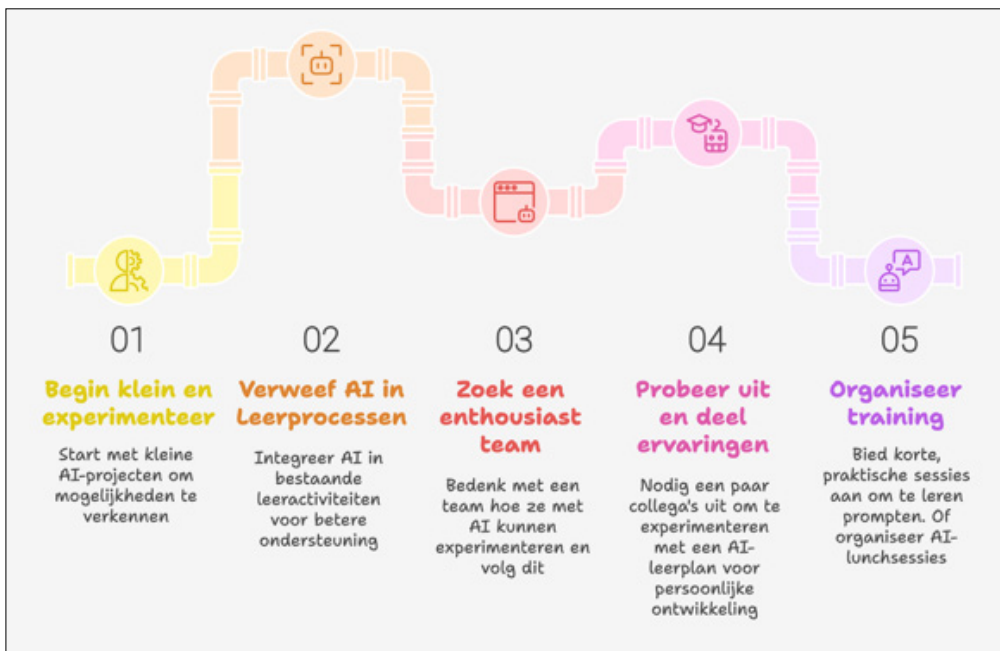 01
Begin klein en
experimenteer
Start met kleine
AI-projecten om
mogelijkheden te
verkennen
02
Verweef AI in
Leerprocessen
Integreer AI in
bestaande
leeractiviteiten
voor betere
ondersteuning
03
Zoek een
enthousiast
team
Bedenk met een
team hoe ze met
AI kunnen
experimenteren en
volg dit
04
Probeer uit
en deel
ervaringen
Nodig een paar
collega's uit om te
experimenteren
met een AI-
leerplan voor
persoonlijke
ontwikkeling
05
Organiseer
training
Bied korte,
praktische sessies
aan om te leren
prompten. Of
organiseer AI-
lunchsessies
A